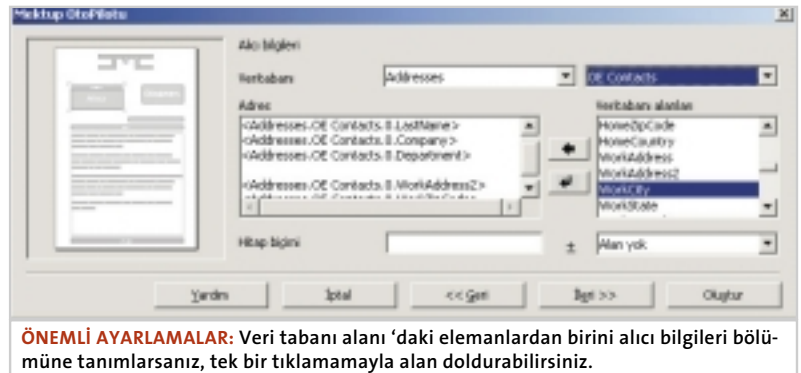 Mektup OtoPilotu
Alıcı bilgileri
Veritabanı
Addresses
OE Contacts
Adres
Veritabanı alanları
<Addresses.OE Contacts.0.LastName>
<Addresses.OE Contacts.0.Company>
<Addresses.OE Contacts.0.Department>
<Addresses.OE Contacts.0.WorkAddress2>
HomeZipCode
HomeCountry
WorkAddress
WorkAddress2
WorkCity
WorkState
Hitap biçimi
±
Alan yok
Yardım
İptal
<< Geri
İleri >>
Oluştur
ÖNEMLİ AYARLAMALAR: Veri tabanı alanı ‘daki elemanlardan birini alıcı bilgileri bölü-
müne tanımlarsanız, tek bir tıklamamayla alan doldurabilirsiniz.